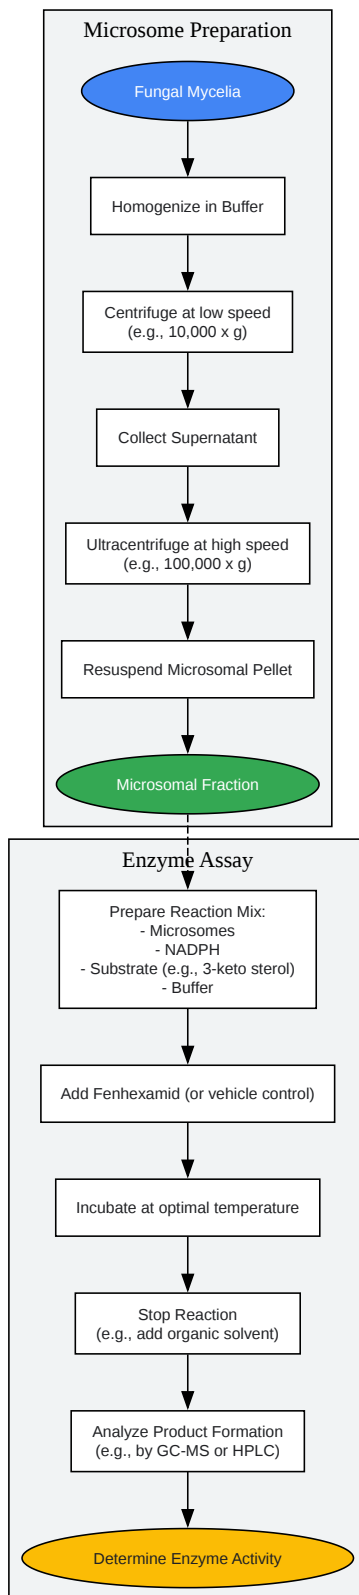 Microsome Preparation
Fungal Mycelia
Homogenize in Buffer
Centrifuge at low speed
(e.g., 10,000 x g)
Collect Supernatant
Ultracentrifuge at high speed
(e.g., 100,000 x g)
Resuspend Microsomal Pellet
Microsomal Fraction
Enzyme Assay
Prepare Reaction Mix:
- Microsomes
- NADPH
- Substrate (e.g., 3-keto sterol)
- Buffer
Add Fenhexamid (or vehicle control)
Incubate at optimal temperature
Stop Reaction
(e.g., add organic solvent)
Analyze Product Formation
(e.g., by GC-MS or HPLC)
Determine Enzyme Activity